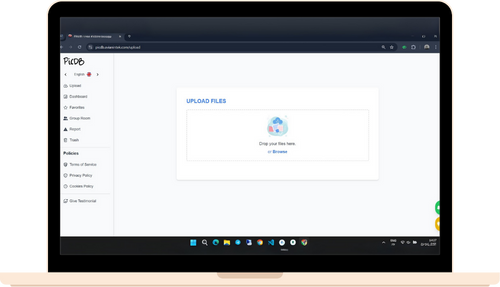 PicDB
English
Upload
Dashboard
Favorites
Group Room
Report
Trash
Policies
Terms of Service
Privacy Policy
Cookies Policy
Give Testimonial
UPLOAD FILES
Drop your files here.
or Browse